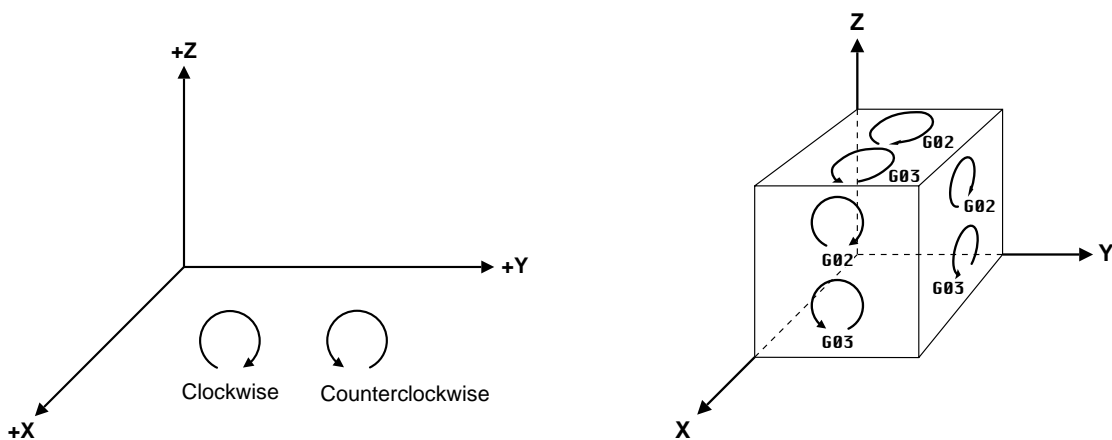 +Z
+Y
+X
Clockwise
Counterclockwise
Z
G02
G03
G02
G02
Y
G03
G03
X